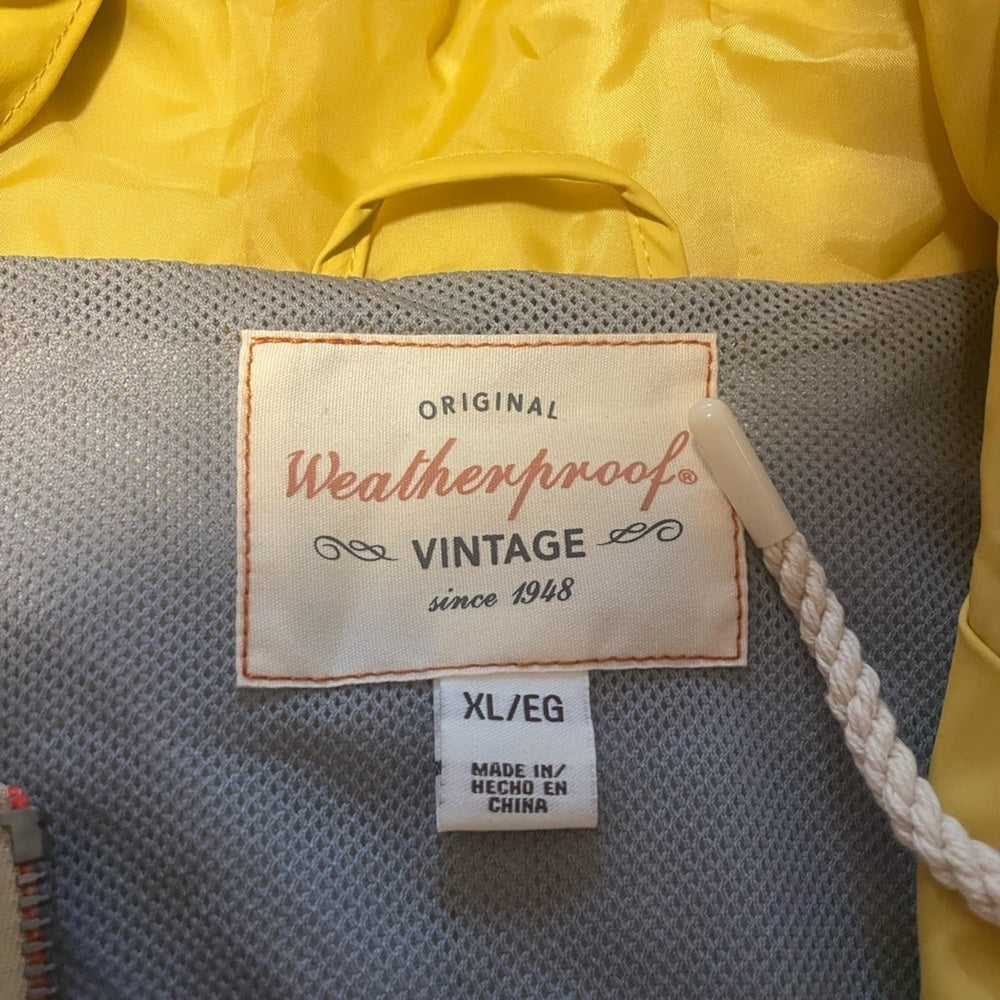 ORIGINAL
Weatherproof®
VINTAGE
since 1948
XL/EG
MADE IN/
HECHO EN
CHINA